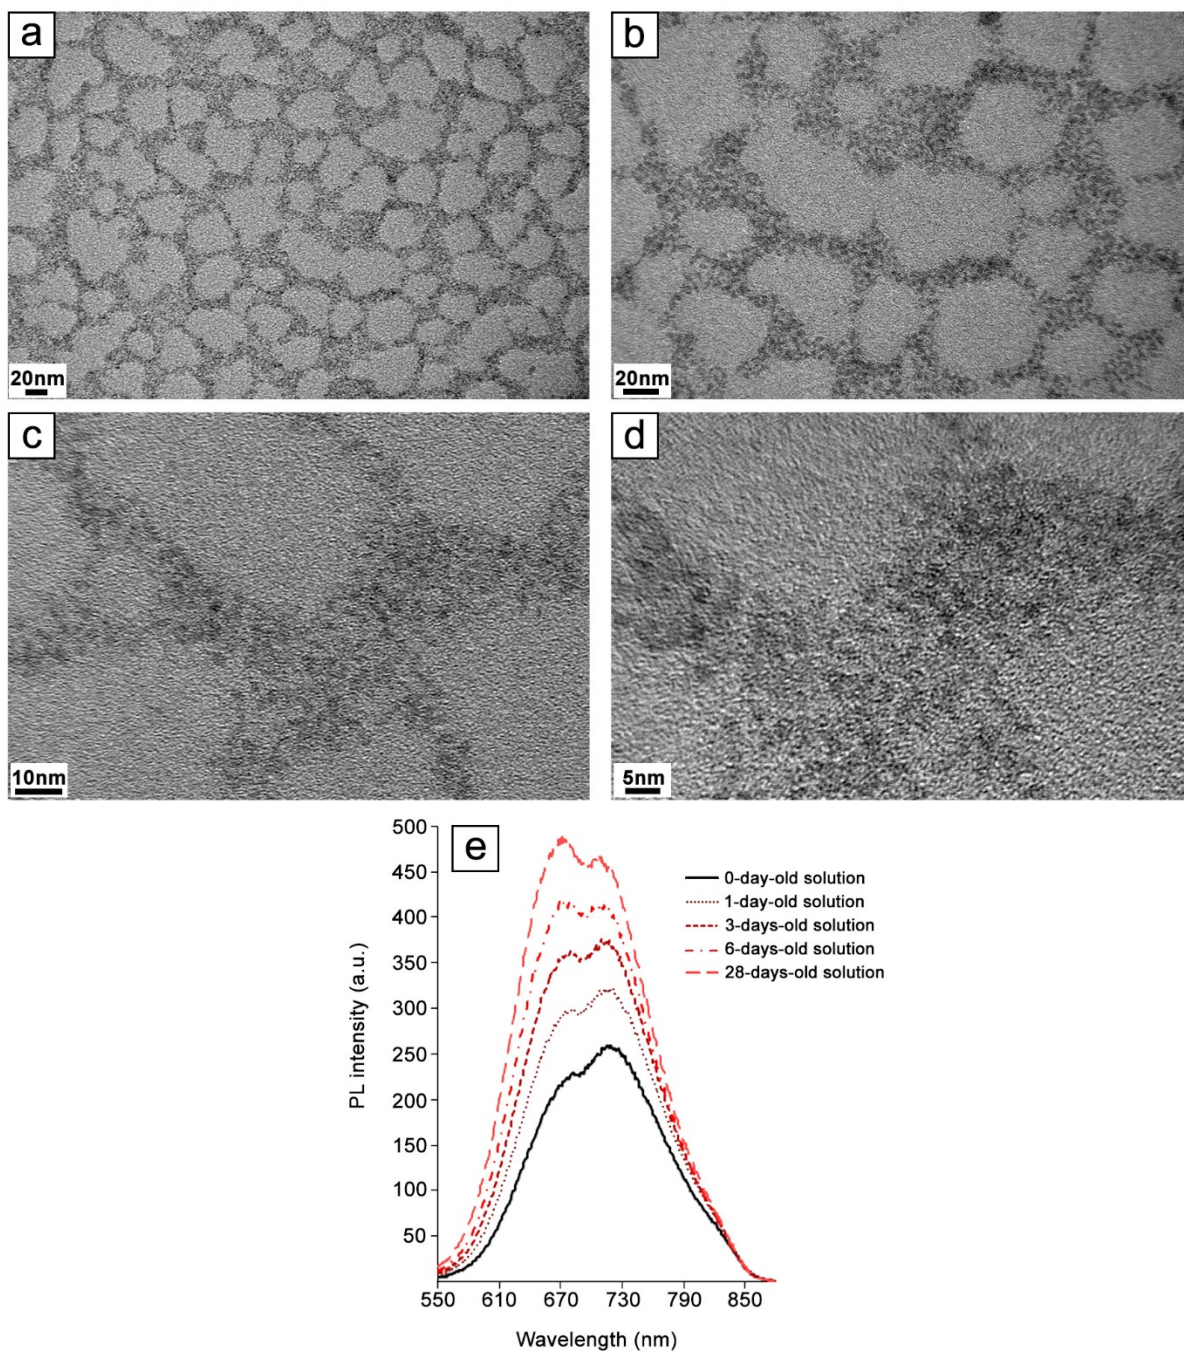 a
b
20nm
20nm
c
d
10nm
5nm
e
500
450
400
350
300
250
200
150
100
50
PL intensity (a.u.)
0-day-old solution
1-day-old solution
3-days-old solution
6-days-old solution
28-days-old solution
550 610 670 730 790 850
Wavelength (nm)